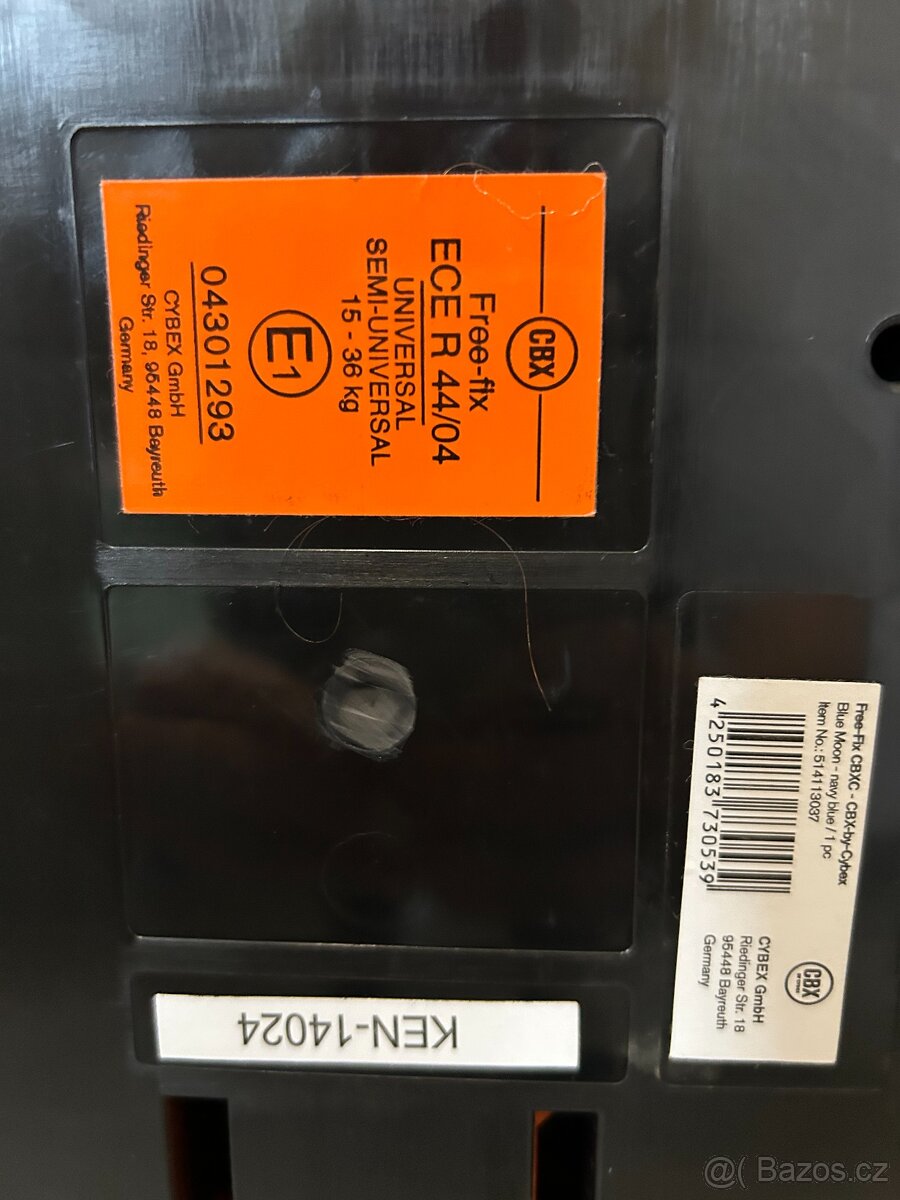 CBX
Free-fix
ECE R 44/04
UNIVERSAL
SEMI-UNIVERSAL
15 - 36 kg
E1
04301293
CYBEX GmbH
Riedinger Str. 18, 95448 Bayreuth
Germany
Free-Fix CBXC - CBX-by-Cybex
Blue Moon - navy blue / 1 pc
Item No.: 514113037
4 250183 730539
CBX
CYBEX GmbH
Riedinger Str. 18
95448 Bayreuth
Germany
KEN-14024
@( Bazos.cz